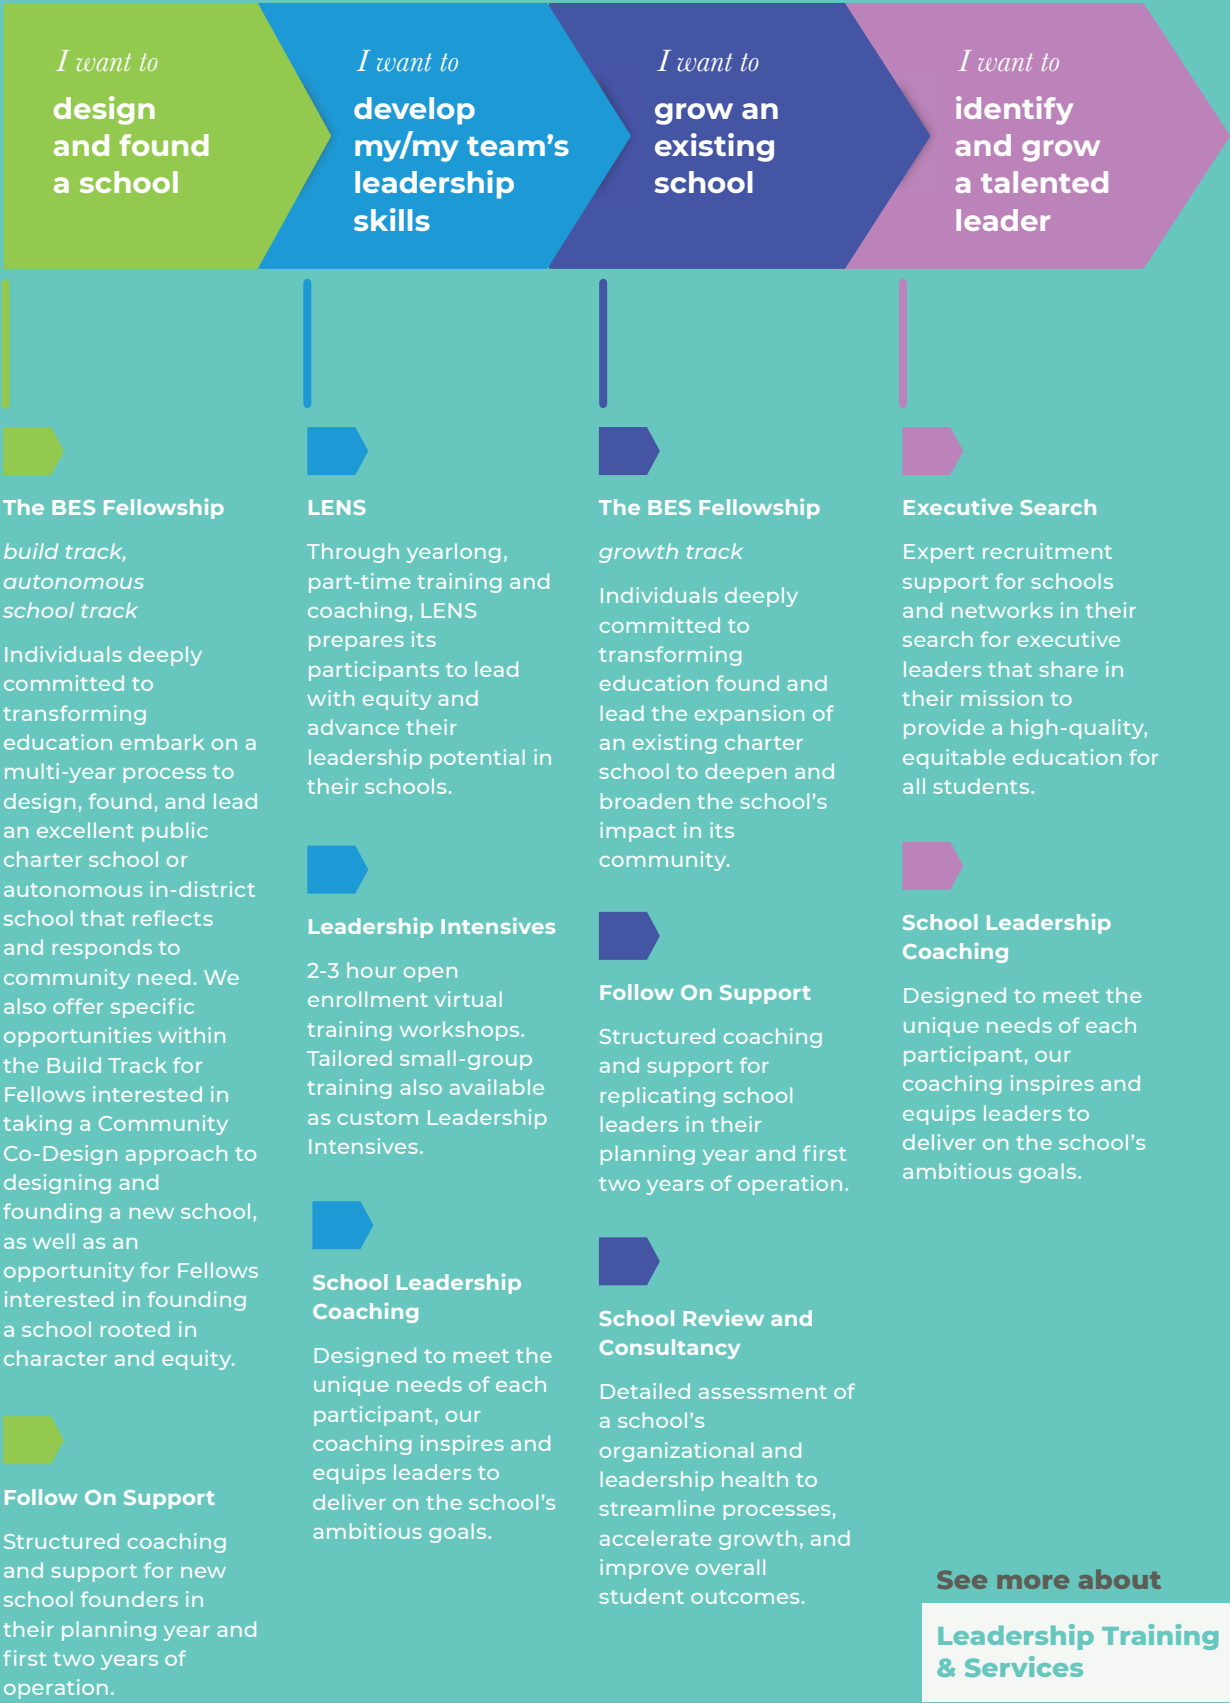 I want to
design
and found
a school
I want to
develop
my/my team’s
leadership
skills
I want to
grow an
existing
school
I want to
identify
and grow
a talented
leader
The BES Fellowship
build track,
autonomous
school track
Individuals deeply
committed to
transforming
education embark on a
multi-year process to
design, found, and lead
an excellent public
charter school or
autonomous in-district
school that reflects
and responds to
community need. We
also offer specific
opportunities within
the Build Track for
Fellows interested in
taking a Community
Co-Design approach to
designing and
founding a new school,
as well as an
opportunity for Fellows
interested in founding
a school rooted in
character and equity.
Follow On Support
Structured coaching
and support for new
school founders in
their planning year and
first two years of
operation.
LENS
Through yearlong,
part-time training and
coaching, LENS
prepares its
participants to lead
with equity and
advance their
leadership potential in
their schools.
Leadership Intensives
2-3 hour open
enrollment virtual
training workshops.
Tailored small-group
training also available
as custom Leadership
Intensives.
School Leadership
Coaching
Designed to meet the
unique needs of each
participant, our
coaching inspires and
equips leaders to
deliver on the school’s
ambitious goals.
The BES Fellowship
growth track
Individuals deeply
committed to
transforming
education found and
lead the expansion of
an existing charter
school to deepen and
broaden the school’s
impact in its
community.
Follow On Support
Structured coaching
and support for
replicating school
leaders in their
planning year and first
two years of operation.
School Review and
Consultancy
Detailed assessment of
a school’s
organizational and
leadership health to
streamline processes,
accelerate growth, and
improve overall
student outcomes.
Executive Search
Expert recruitment
support for schools
and networks in their
search for executive
leaders that share in
their mission to
provide a high-quality,
equitable education for
all students.
School Leadership
Coaching
Designed to meet the
unique needs of each
participant, our
coaching inspires and
equips leaders to
deliver on the school’s
ambitious goals.
See more about
Leadership Training
& Services